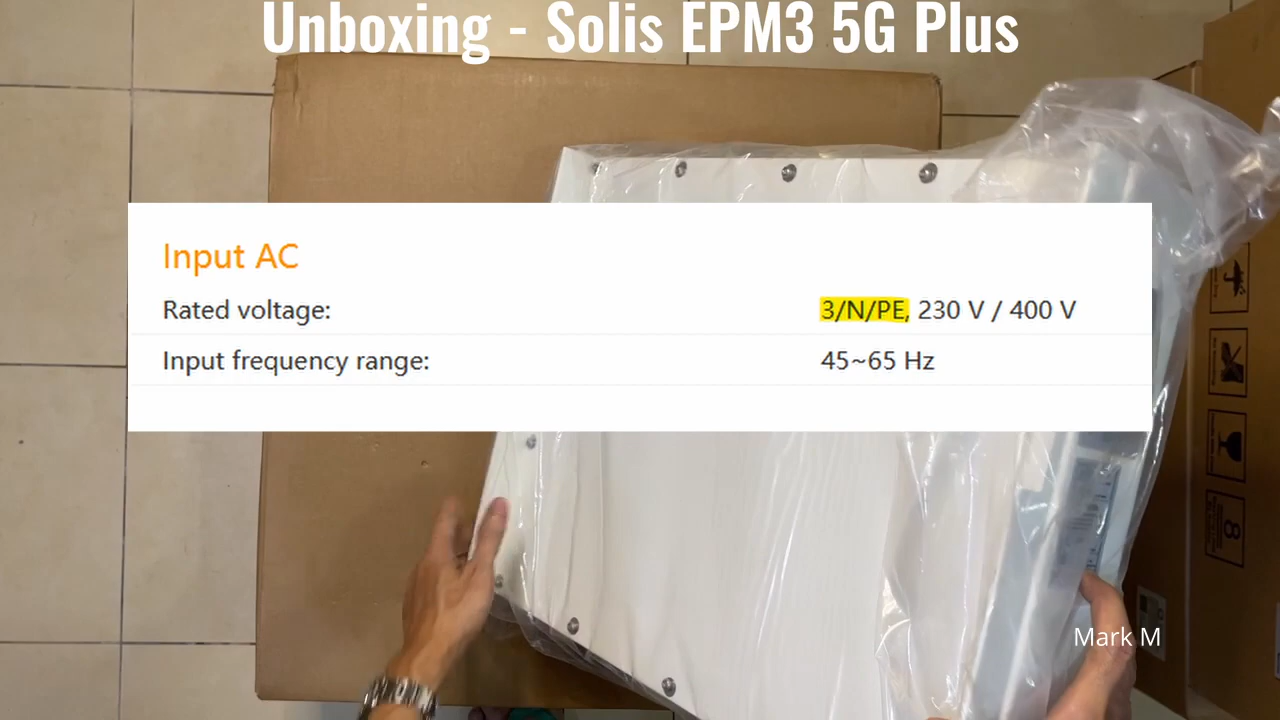 Unboxing - Solis EPM3 5G Plus
Input AC
Rated voltage: 3/N/PE, 230 V / 400 V
Input frequency range: 45~65 Hz
8
Mark M